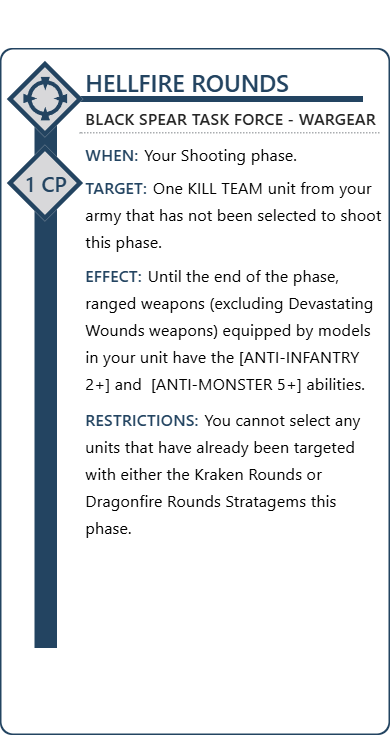 HELLFIRE ROUNDS
BLACK SPEAR TASK FORCE - WARGEAR
1 CP
WHEN: Your Shooting phase.
TARGET: One KILL TEAM unit from your
army that has not been selected to shoot
this phase.
EFFECT: Until the end of the phase,
ranged weapons (excluding Devastating
Wounds weapons) equipped by models
in your unit have the [ANTI-INFANTRY
2+] and  [ANTI-MONSTER 5+] abilities.
RESTRICTIONS: You cannot select any
units that have already been targeted
with either the Kraken Rounds or
Dragonfire Rounds Stratagems this
phase.